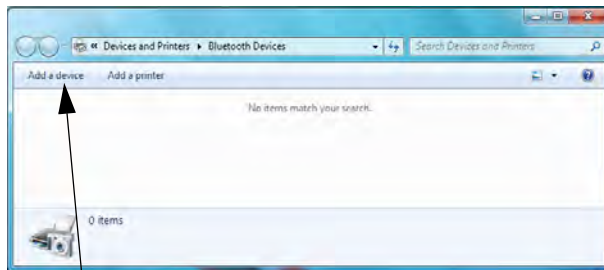 « Devices and Printers ▸ Bluetooth Devices
Search Devices and Printers
Add a device
Add a printer
No items match your search.
0 items